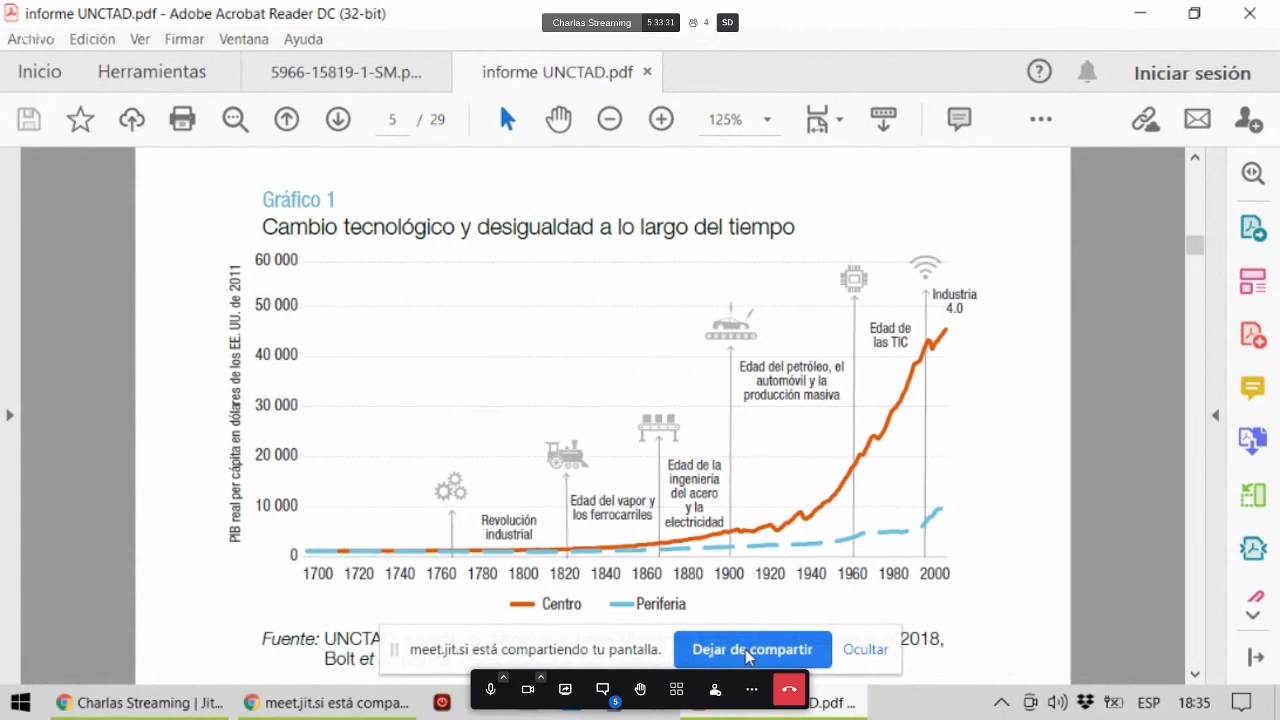 informe UNCTAD.pdf - Adobe Acrobat Reader DC (32-bit)
Charlas Streaming 5:33:31 4 SD
Archivo Edición Ver Firmar Ventana Ayuda
Inicio Herramientas 5966-15819-1-SM.p... informe UNCTAD.pdf × Iniciar sesión
5 / 29 125%
Gráfico 1
Cambio tecnológico y desigualdad a lo largo del tiempo
PIB real per cápita en dólares de los EE. UU. de 2011
60 000
50 000
40 000
30 000
20 000
10 000
0
Revolución
industrial
Edad del vapor y
los ferrocarriles
Edad de la
ingeniería
del acero
y la
electricidad
Edad del petróleo, el
automóvil y la
producción masiva
Edad de
las TIC
Industria
4.0
1700 1720 1740 1760 1780 1800 1820 1840 1860 1880 1900 1920 1940 1960 1980 2000
Centro Periferia
Fuente: UNCTA 2018,
Bolt et
meet.jit.si está compartiendo tu pantalla. Dejar de compartir Ocultar
5
Charlas Streaming | Jit... meet.jit.si está compa... D.pdf ... ESP 18:35